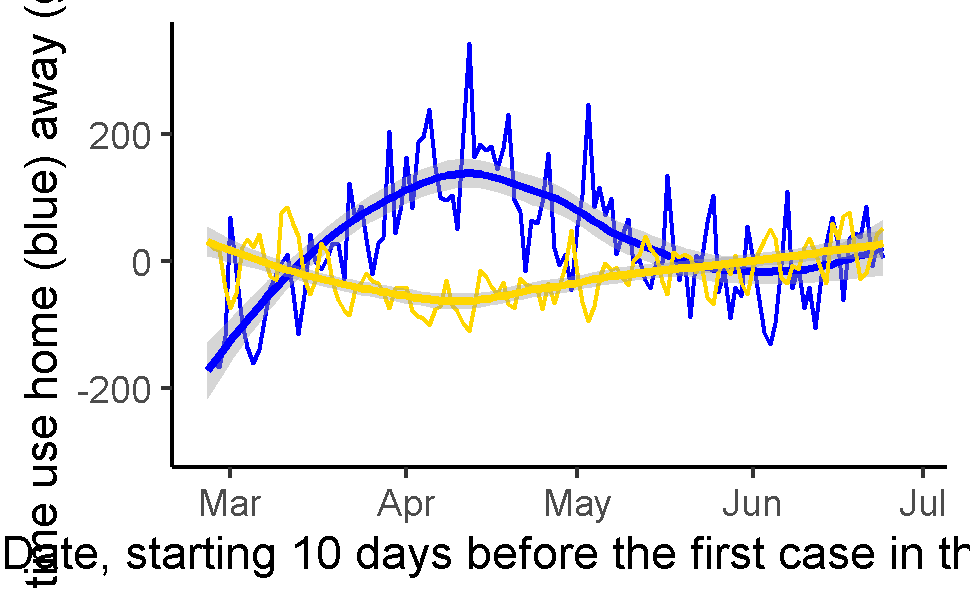 time use home (blue) away (
200
0
-200
Mar Apr May Jun Jul
Date, starting 10 days before the first case in th